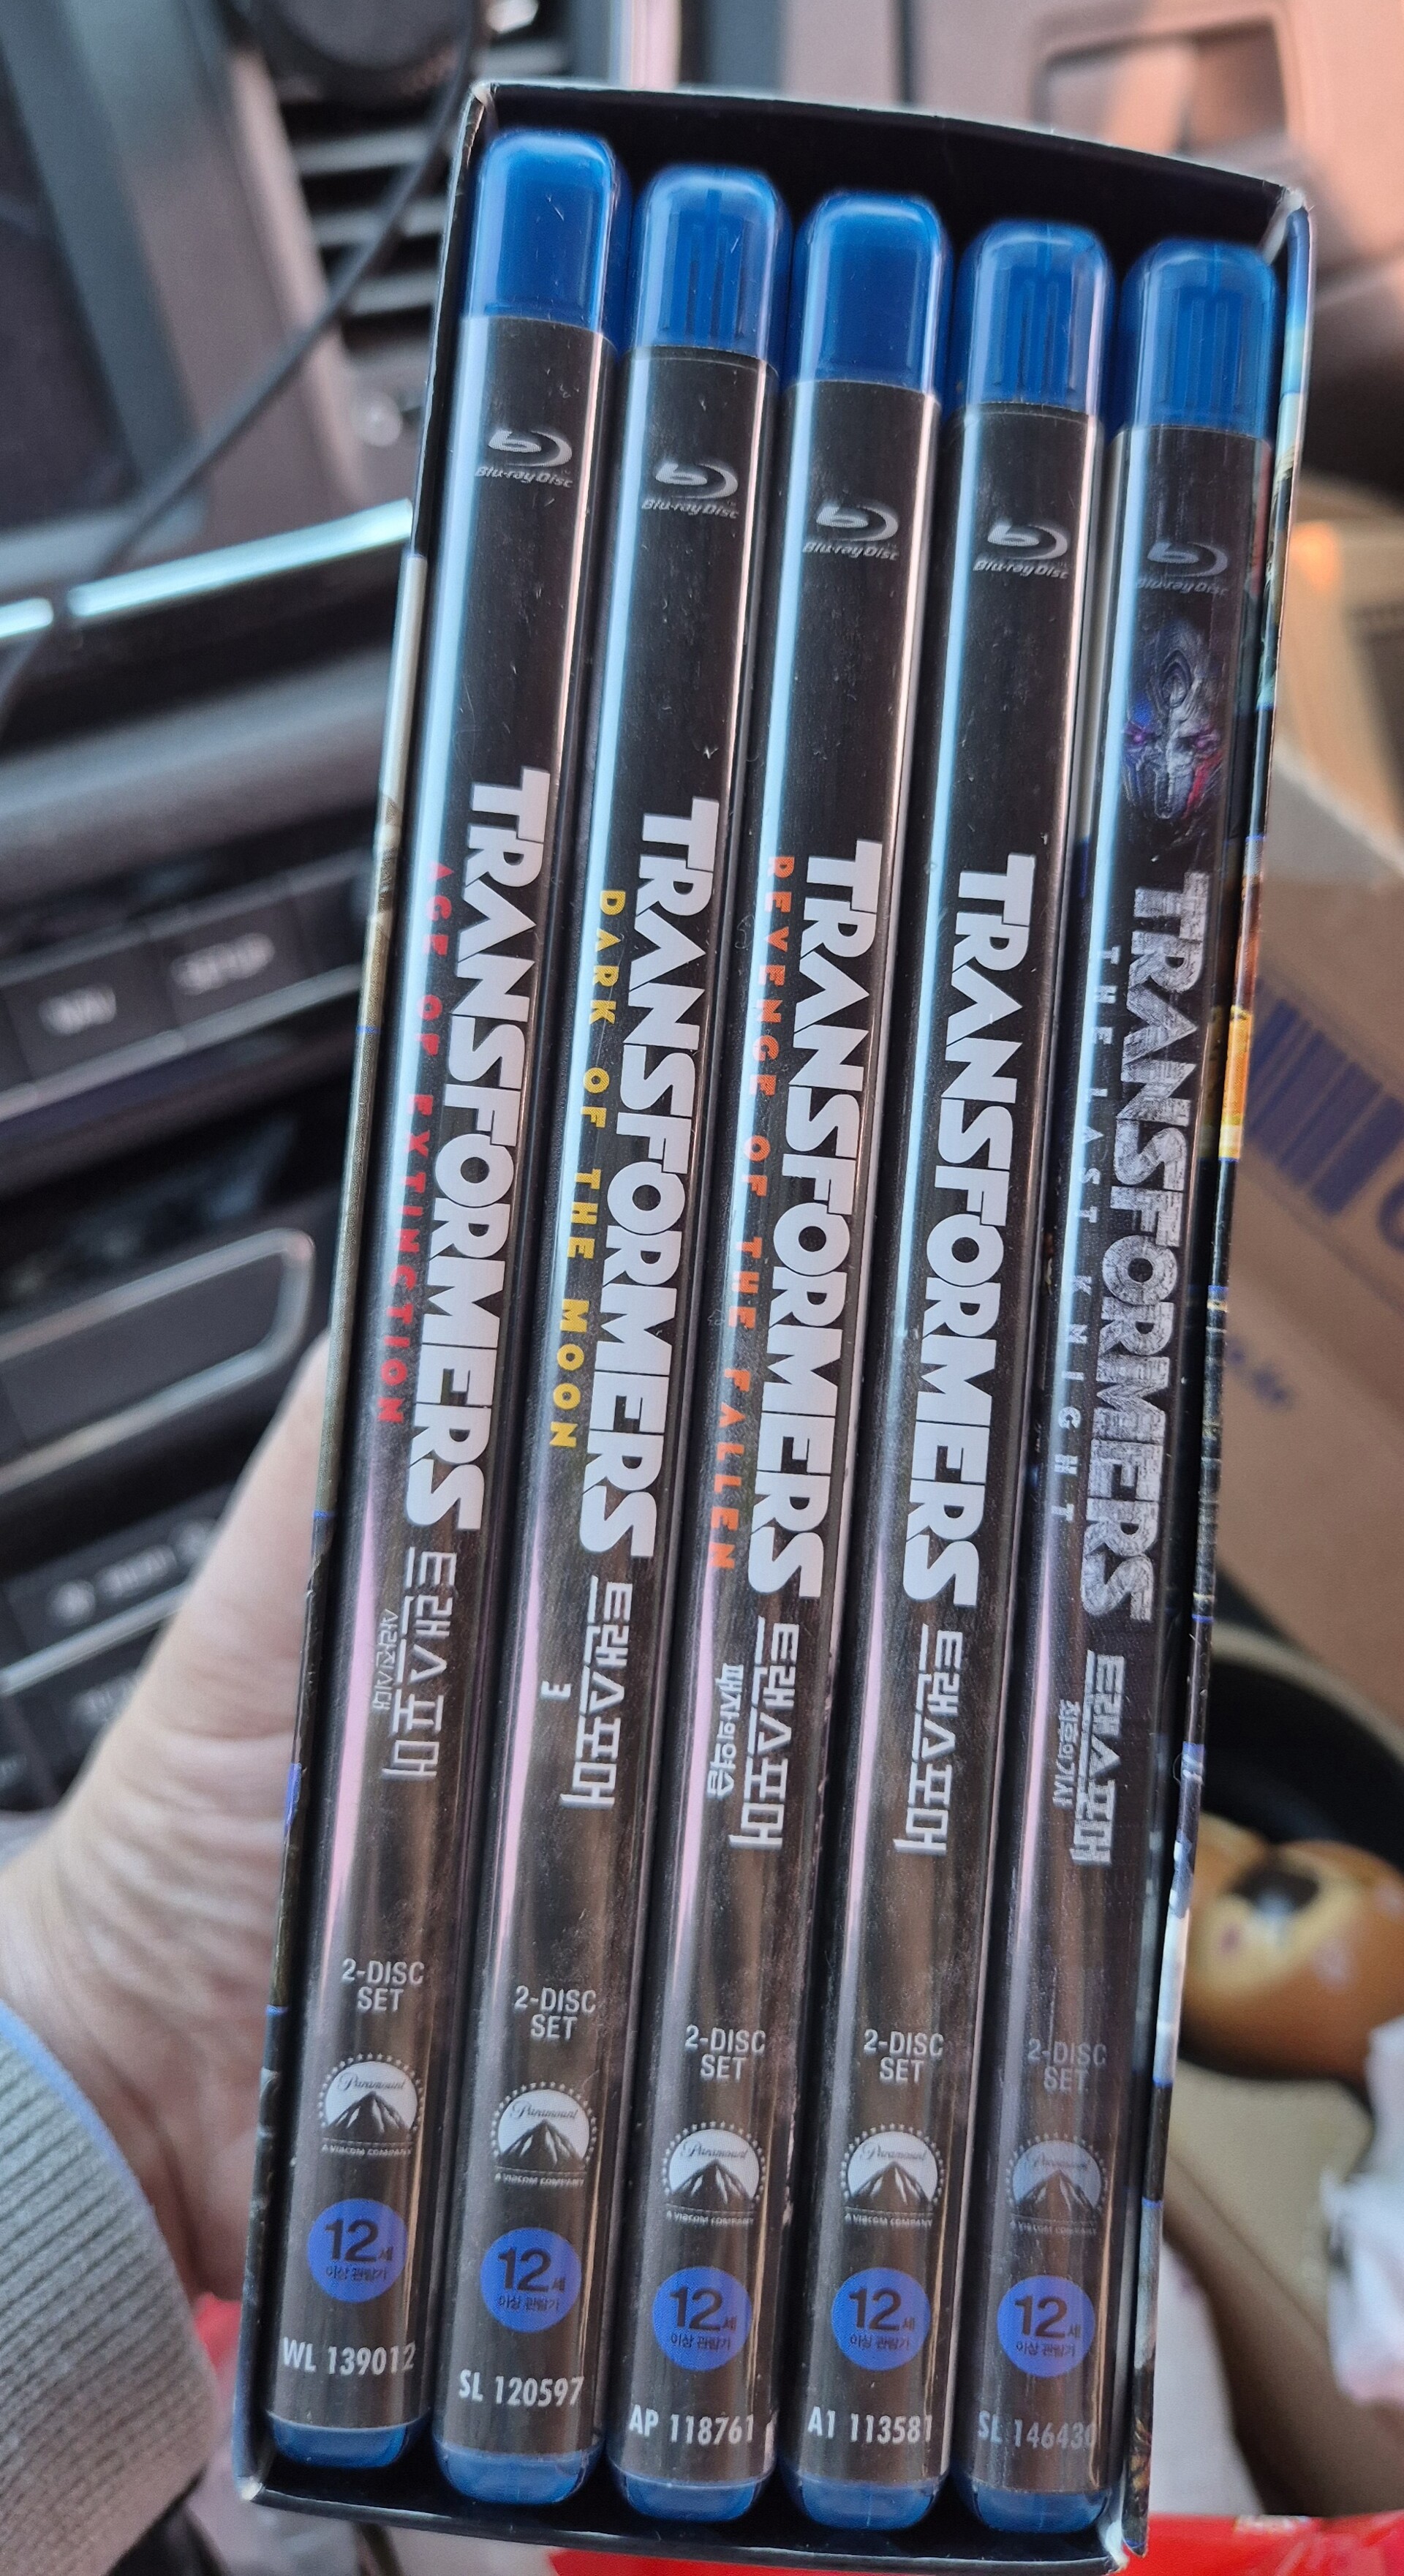 Blu-ray Disc
TRANSFORMERS
AGE OF EXTINCTION
트랜스포머
사라진 시대
2-DISC
SET
Paramount
A VIACOM COMPANY
12세
이상 관람가
WL 139012
Blu-ray Disc
TRANSFORMERS
DARK OF THE MOON
트랜스포머
3
2-DISC
SET
Paramount
A VIACOM COMPANY
12세
이상 관람가
SL 120597
Blu-ray Disc
TRANSFORMERS
REVENGE OF THE FALLEN
트랜스포머
패자의 역습
2-DISC
SET
Paramount
A VIACOM COMPANY
12세
이상 관람가
AP 118761
Blu-ray Disc
TRANSFORMERS
트랜스포머
2-DISC
SET
Paramount
A VIACOM COMPANY
12세
이상 관람가
A1 113581
Blu-ray Disc
TRANSFORMERS
THE LAST KNIGHT
트랜스포머
최후의 기사
2-DISC
SET
Paramount
A VIACOM COMPANY
12세
이상 관람가
SL 146430
SETUP